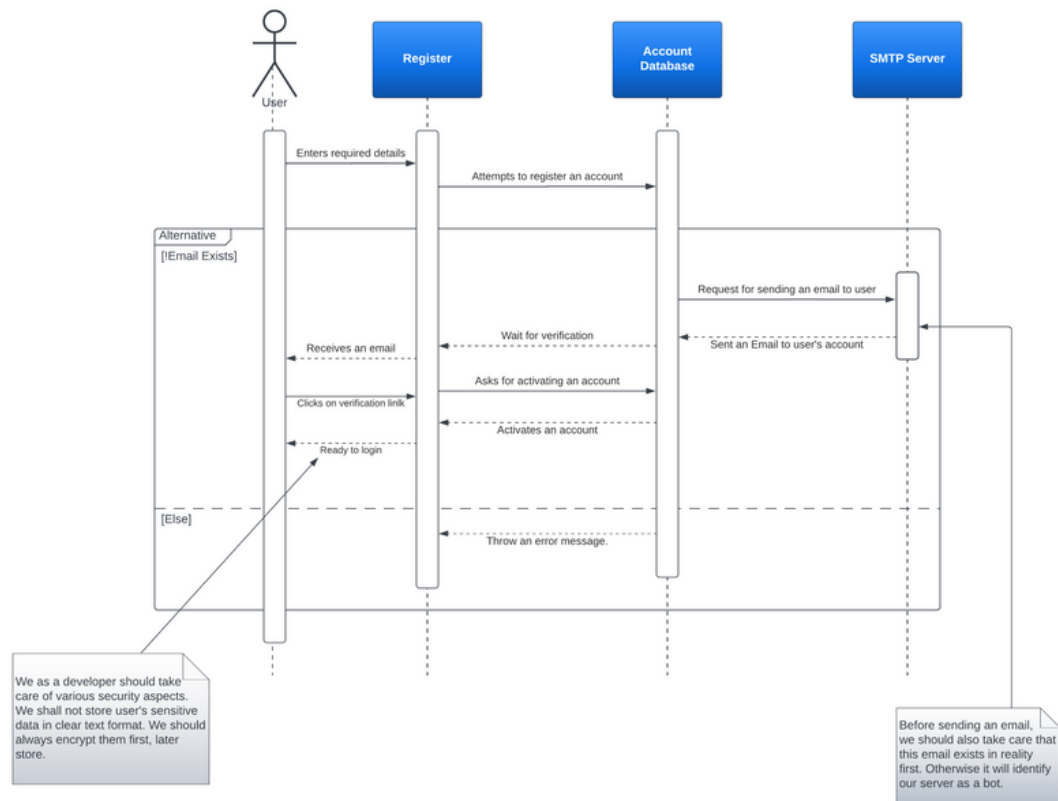 User
Register
Account
Database
SMTP Server
Enters required details
Attempts to register an account
Alternative
[!Email Exists]
Request for sending an email to user
Wait for verification
Sent an Email to user's account
Receives an email
Asks for activating an account
Clicks on verification linlk
Activates an account
Ready to login
[Else]
Throw an error message.
We as a developer should take
care of various security aspects.
We shall not store user's sensitive
data in clear text format. We should
always encrypt them first, later
store.
Before sending an email,
we should also take care that
this email exists in reality
first. Otherwise it will identify
our server as a bot.